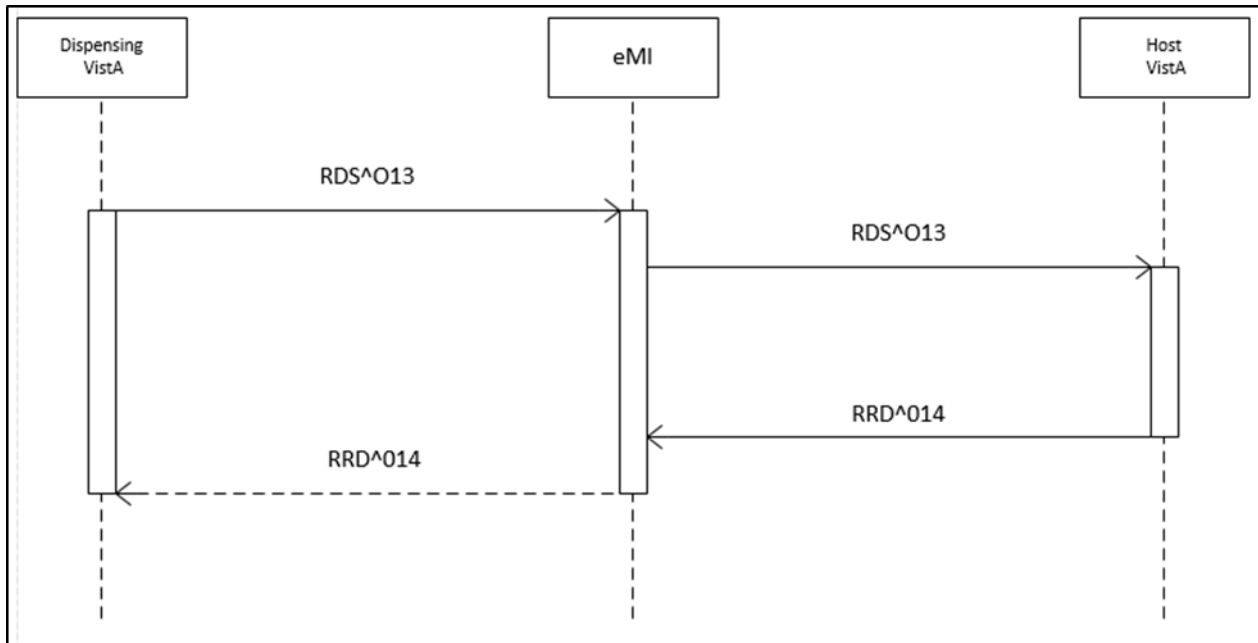 Dispensing
VistA
eMI
Host
VistA
RDS^O13
RDS^O13
RRD^014
RRD^014